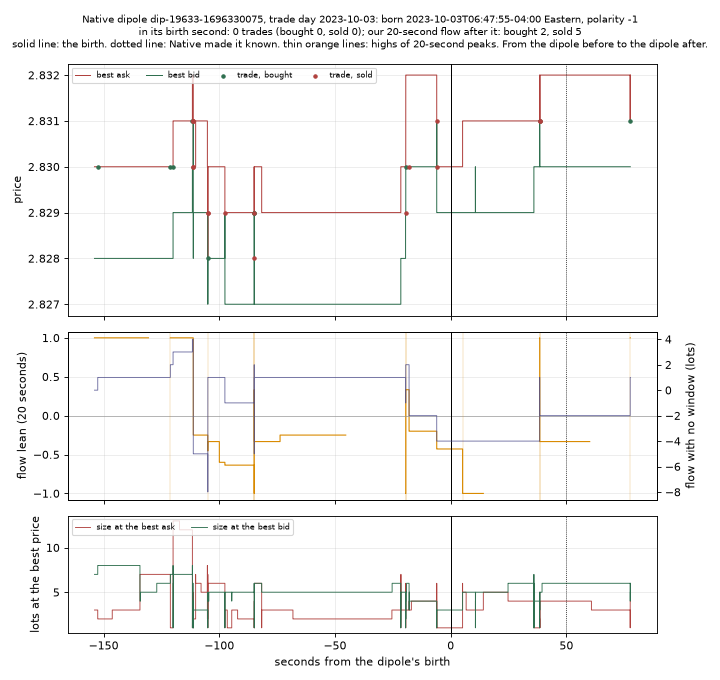 Native dipole dip-19633-1696330075, trade day 2023-10-03: born 2023-10-03T06:47:55-04:00 Eastern, polarity -1
in its birth second: 0 trades (bought 0, sold 0); our 20-second flow after it: bought 2, sold 5
solid line: the birth. dotted line: Native made it known. thin orange lines: highs of 20-second peaks. From the dipole before to the dipole after.
best ask
best bid
trade, bought
trade, sold
2.832
2.831
2.830
2.829
2.828
2.827
price
1.0
0.5
0.0
−0.5
−1.0
flow lean (20 seconds)
4
2
0
−2
−4
−6
−8
flow with no window (lots)
size at the best ask
size at the best bid
10
5
lots at the best price
−150
−100
−50
0
50
seconds from the dipole's birth